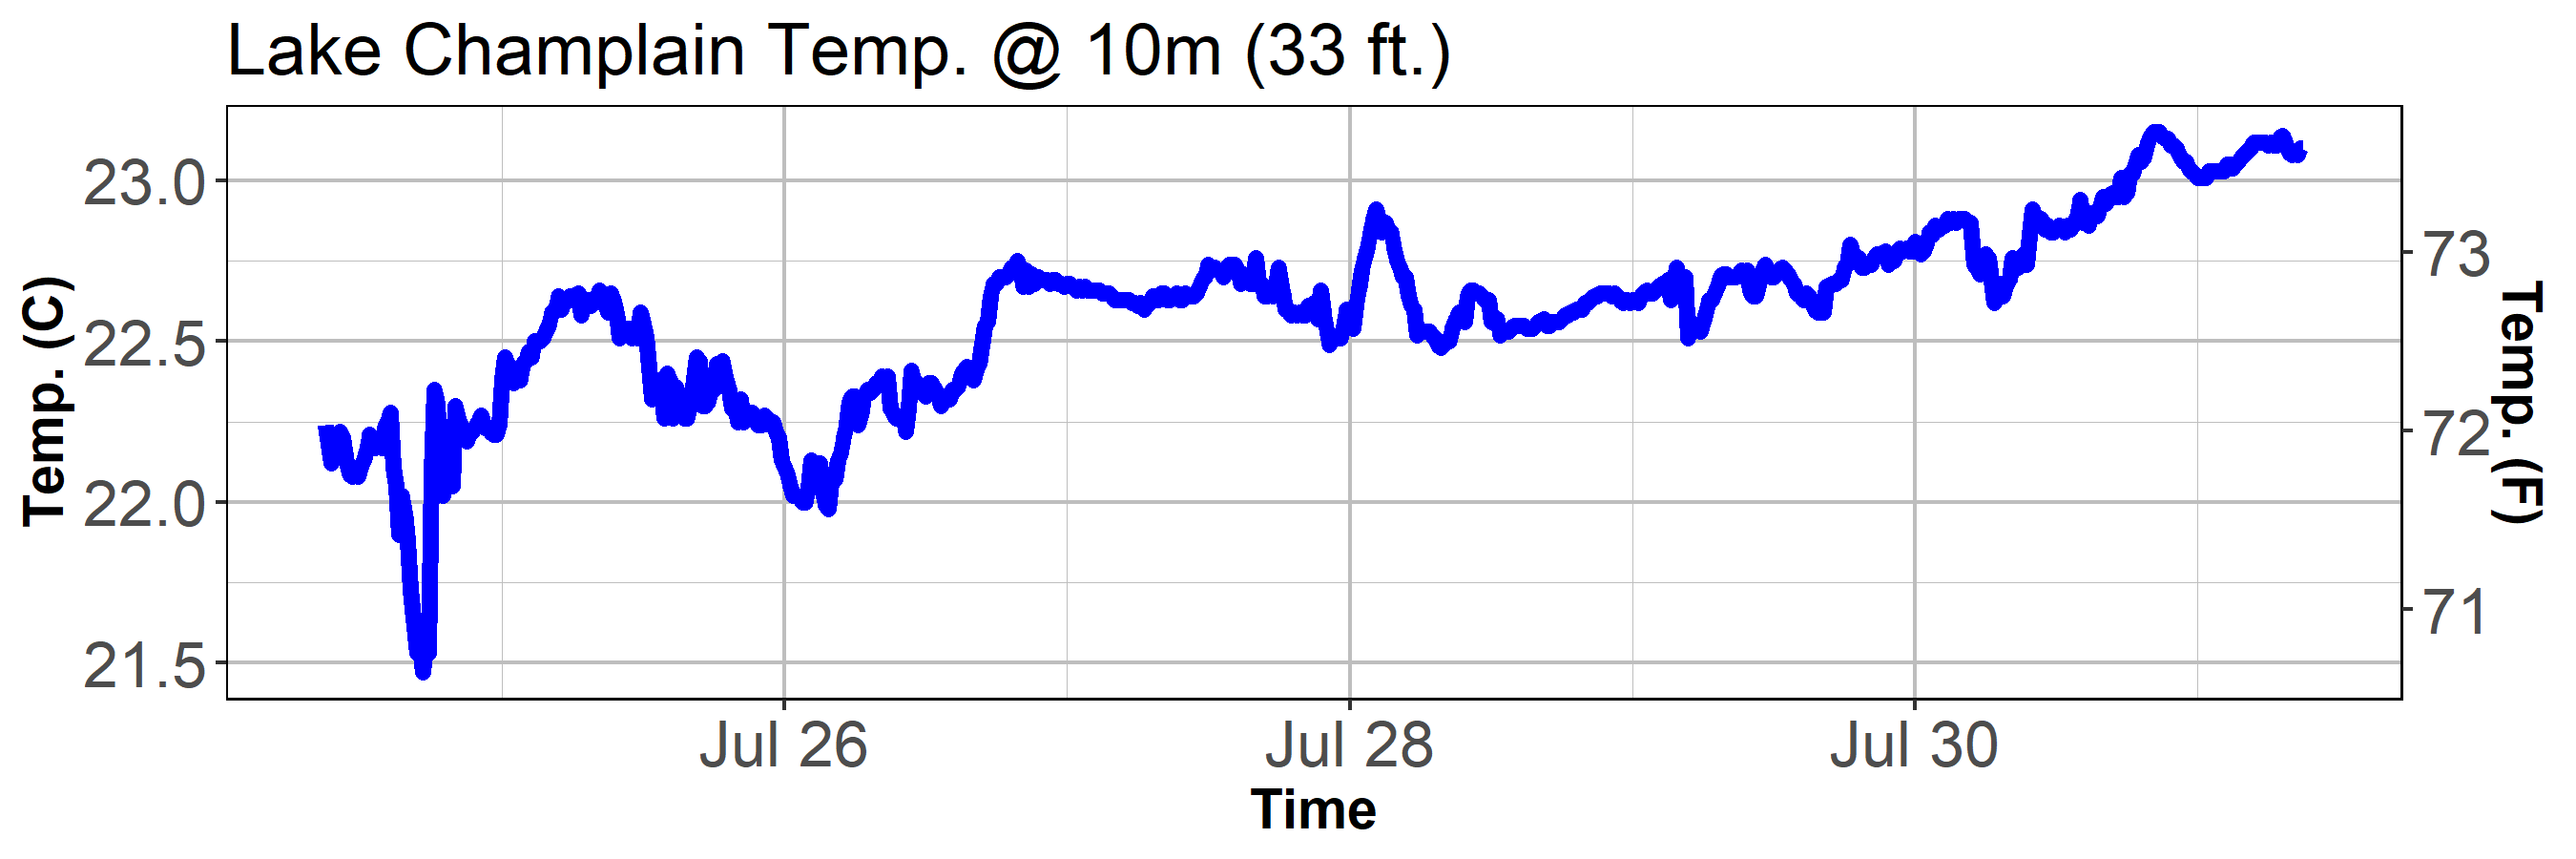 Lake Champlain Temp. @ 10m (33 ft.)
Temp. (C)
23.0
22.5
22.0
21.5
73
72
71
Temp. (F)
Jul 26 Jul 28 Jul 30
Time